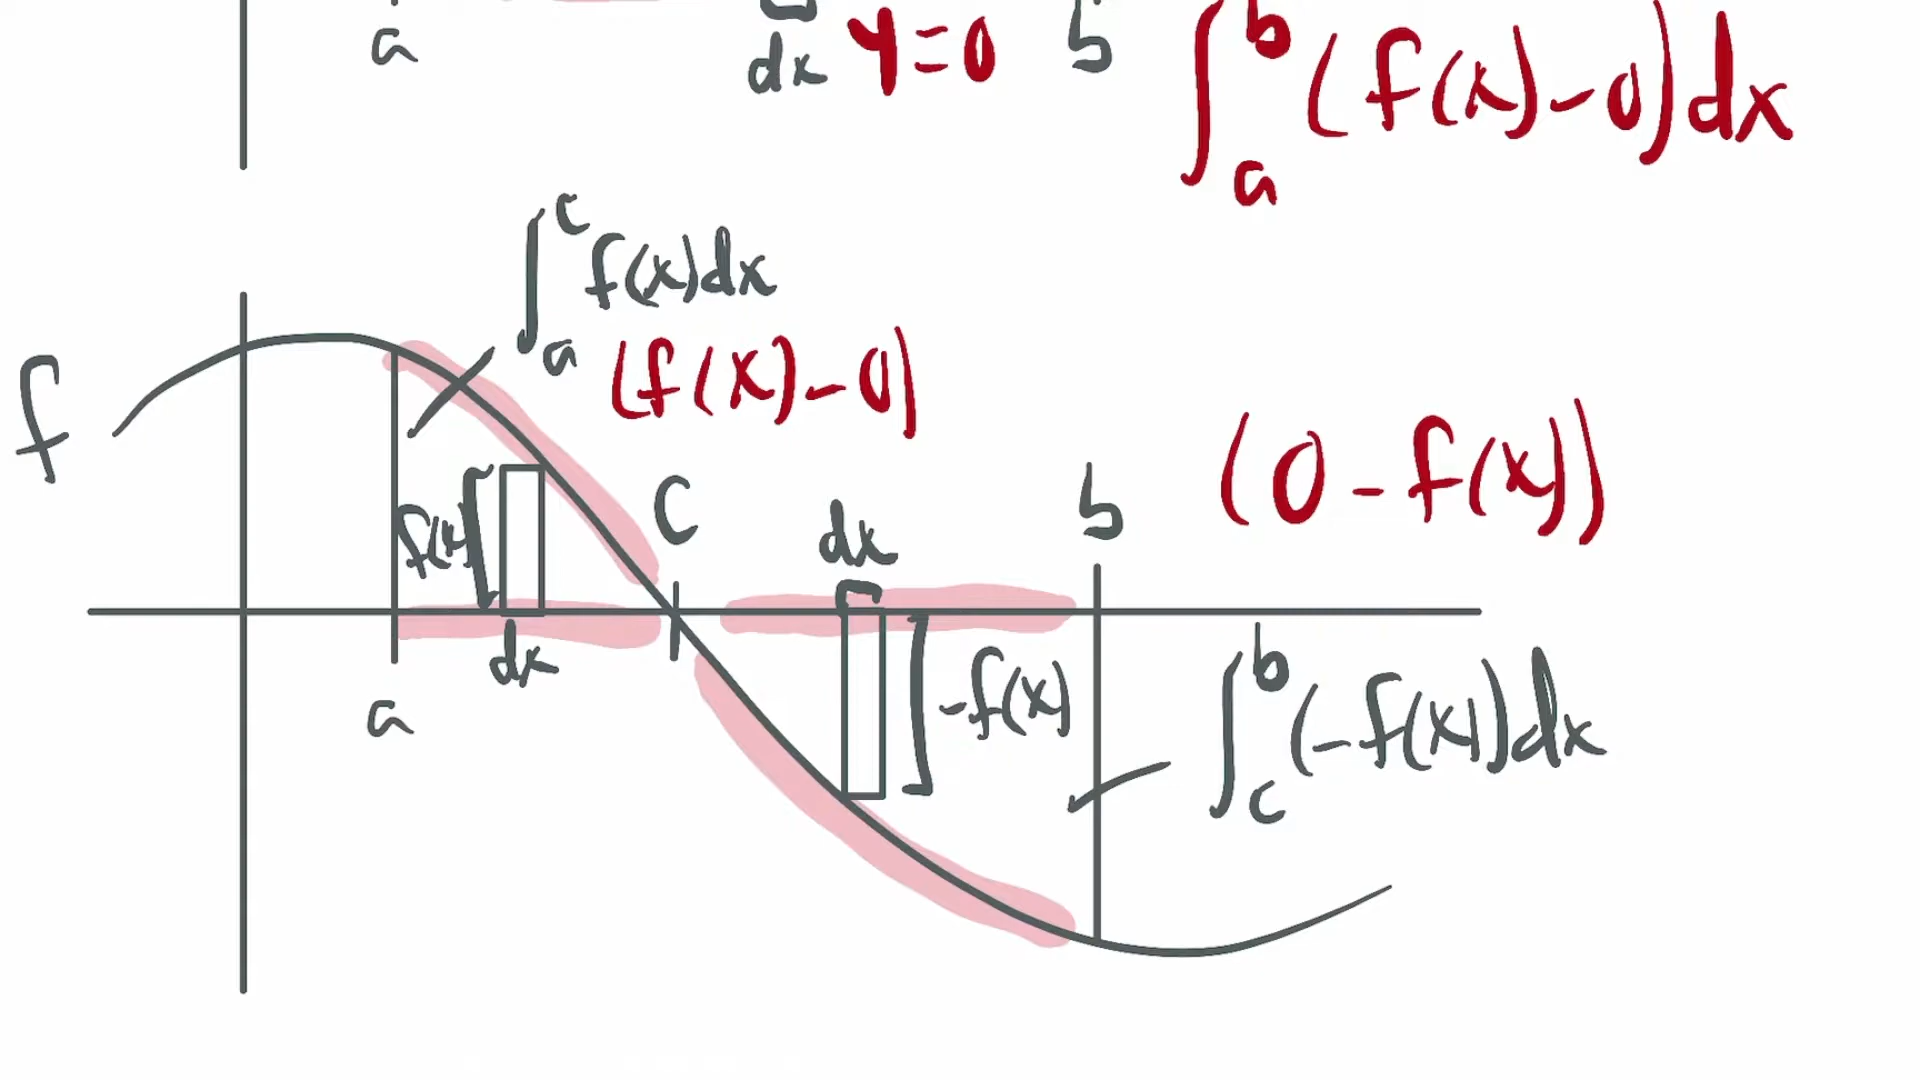 a
dx
y=0
b
∫_a^b (f(x)-0)dx
∫_a^c f(x)dx
(f(x)-0)
f
f(x)
dx
a
c
dx
b
(0-f(x))
-f(x)
∫_c^b (-f(x))dx